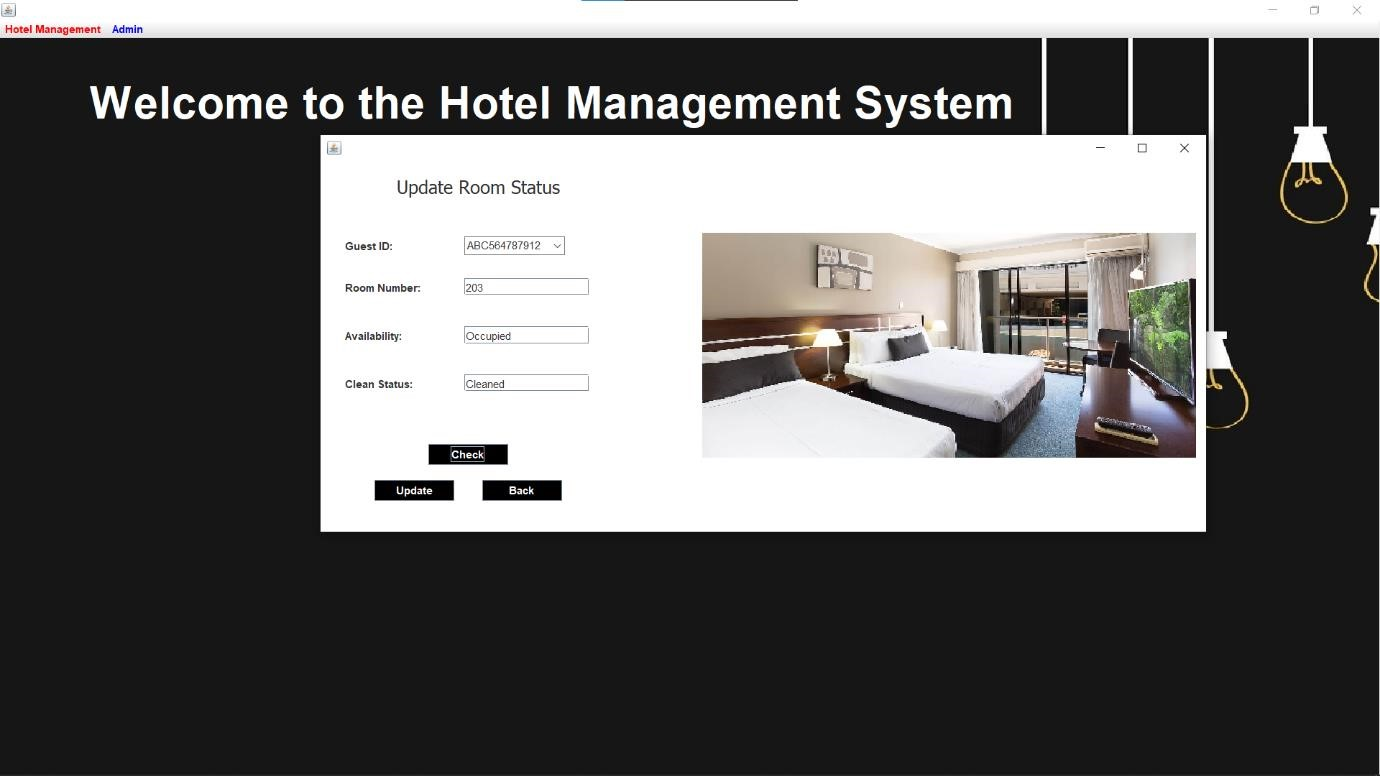 Hotel Management Admin
Welcome to the Hotel Management System
Update Room Status
Guest ID: ABC564787912
Room Number: 203
Availability: Occupied
Clean Status: Cleaned
Check
Update Back